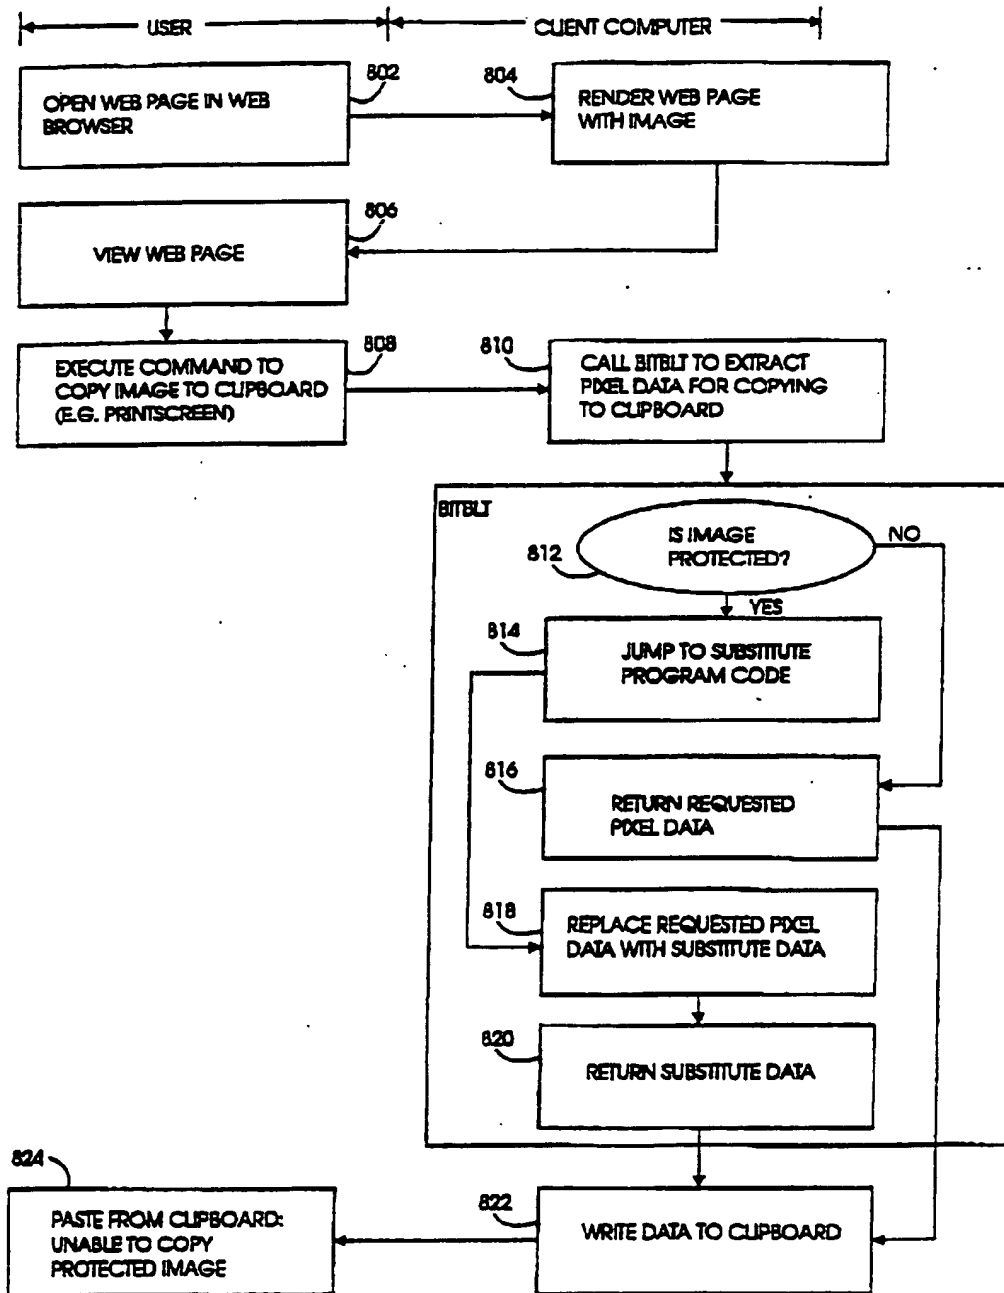 USER
CLIENT COMPUTER
802
OPEN WEB PAGE IN WEB
BROWSER
804
RENDER WEB PAGE
WITH IMAGE
806
VIEW WEB PAGE
808
EXECUTE COMMAND TO
COPY IMAGE TO CLIPBOARD
(E.G. PRINTSCREEN)
810
CALL BITBLT TO EXTRACT
PIXEL DATA FOR COPYING
TO CLIPBOARD
BITBLT
812
IS IMAGE
PROTECTED?
NO
YES
814
JUMP TO SUBSTITUTE
PROGRAM CODE
816
RETURN REQUESTED
PIXEL DATA
818
REPLACE REQUESTED PIXEL
DATA WITH SUBSTITUTE DATA
820
RETURN SUBSTITUTE DATA
822
WRITE DATA TO CLIPBOARD
824
PASTE FROM CLIPBOARD:
UNABLE TO COPY
PROTECTED IMAGE